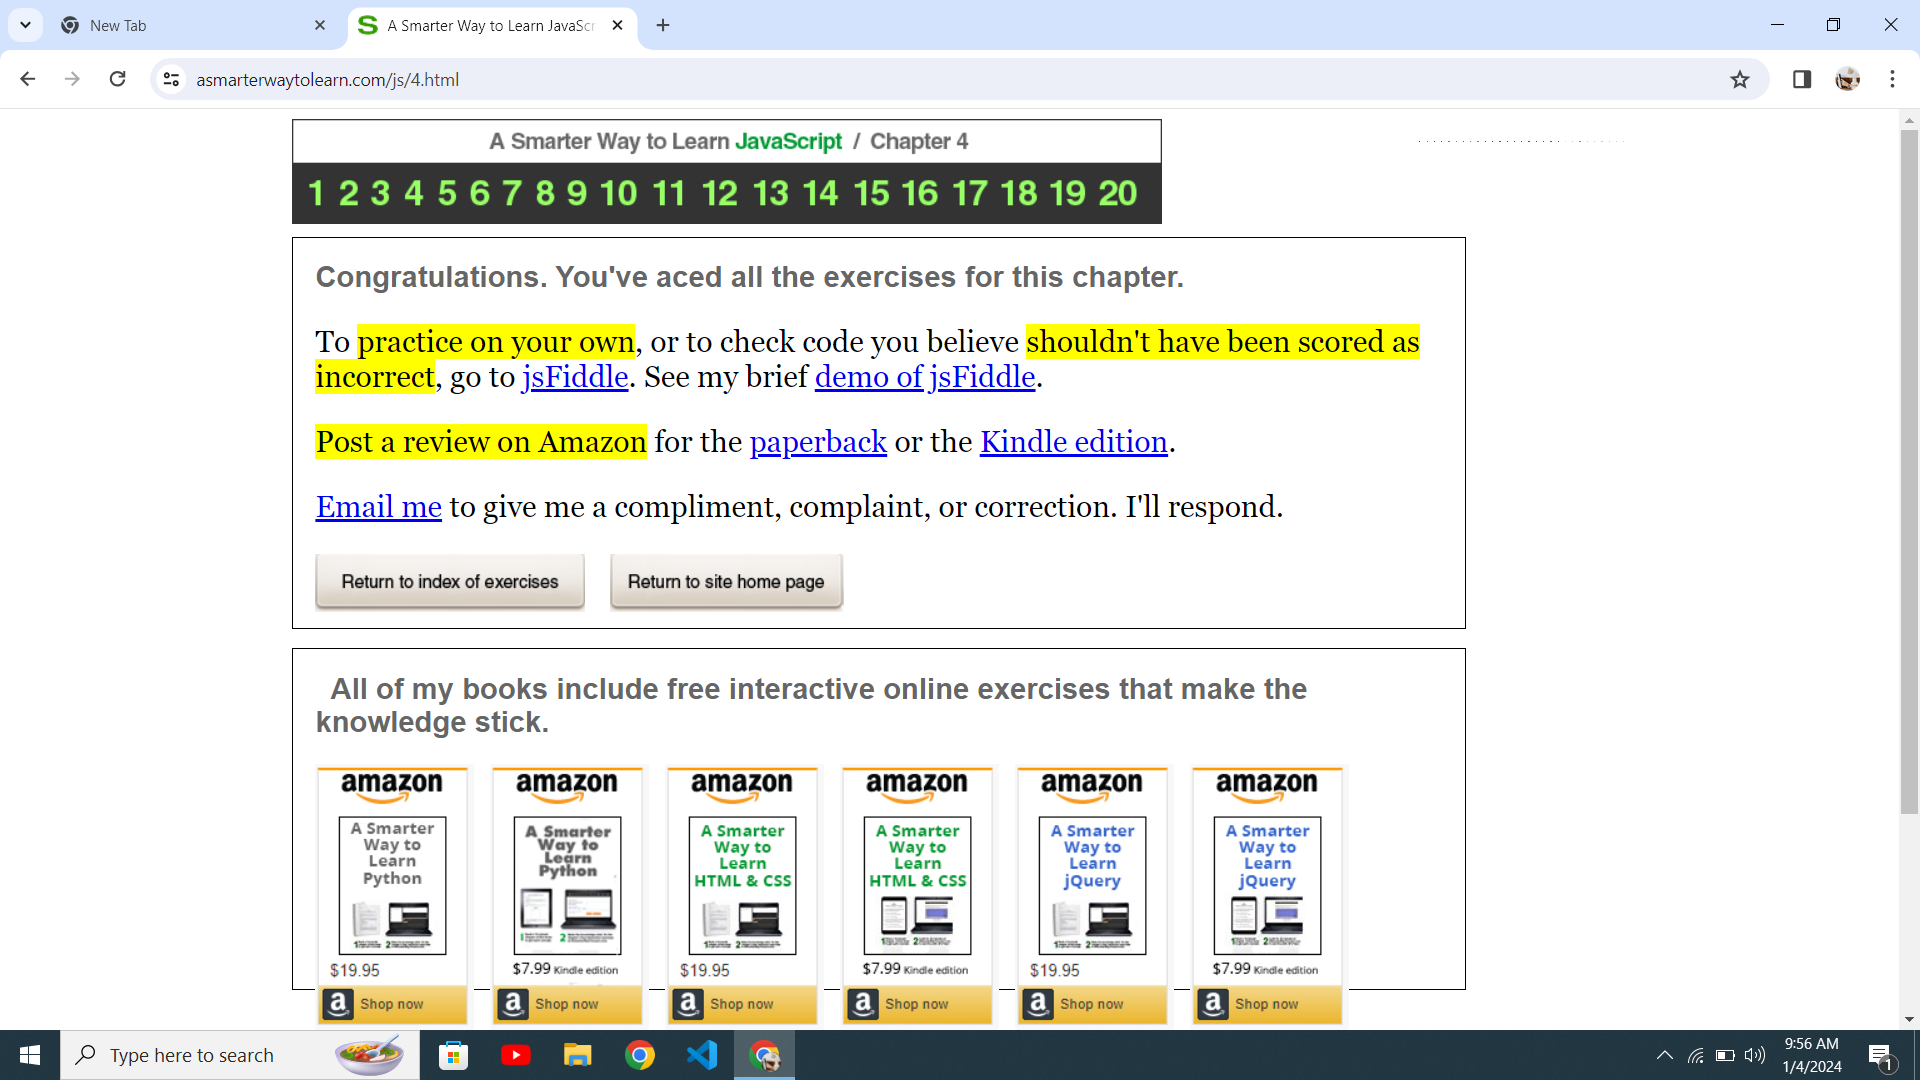 New Tab
A Smarter Way to Learn JavaScr
asmarterwaytolearn.com/js/4.html
A Smarter Way to Learn JavaScript / Chapter 4
1 2 3 4 5 6 7 8 9 10 11 12 13 14 15 16 17 18 19 20
Congratulations. You've aced all the exercises for this chapter.
To practice on your own, or to check code you believe shouldn't have been scored as
incorrect, go to jsFiddle. See my brief demo of jsFiddle.
Post a review on Amazon for the paperback or the Kindle edition.
Email me to give me a compliment, complaint, or correction. I'll respond.
Return to index of exercises Return to site home page
All of my books include free interactive online exercises that make the
knowledge stick.
amazon amazon amazon amazon amazon amazon
A Smarter A Smarter A Smarter A Smarter A Smarter A Smarter
Way to Way to Way to Way to Way to Way to
Learn Learn Learn Learn Learn Learn
Python Python HTML & CSS HTML & CSS jQuery jQuery
$19.95 $7.99 Kindle edition $19.95 $7.99 Kindle edition $19.95 $7.99 Kindle edition
Shop now Shop now Shop now Shop now Shop now Shop now
Type here to search
9:56 AM
1/4/2024
1